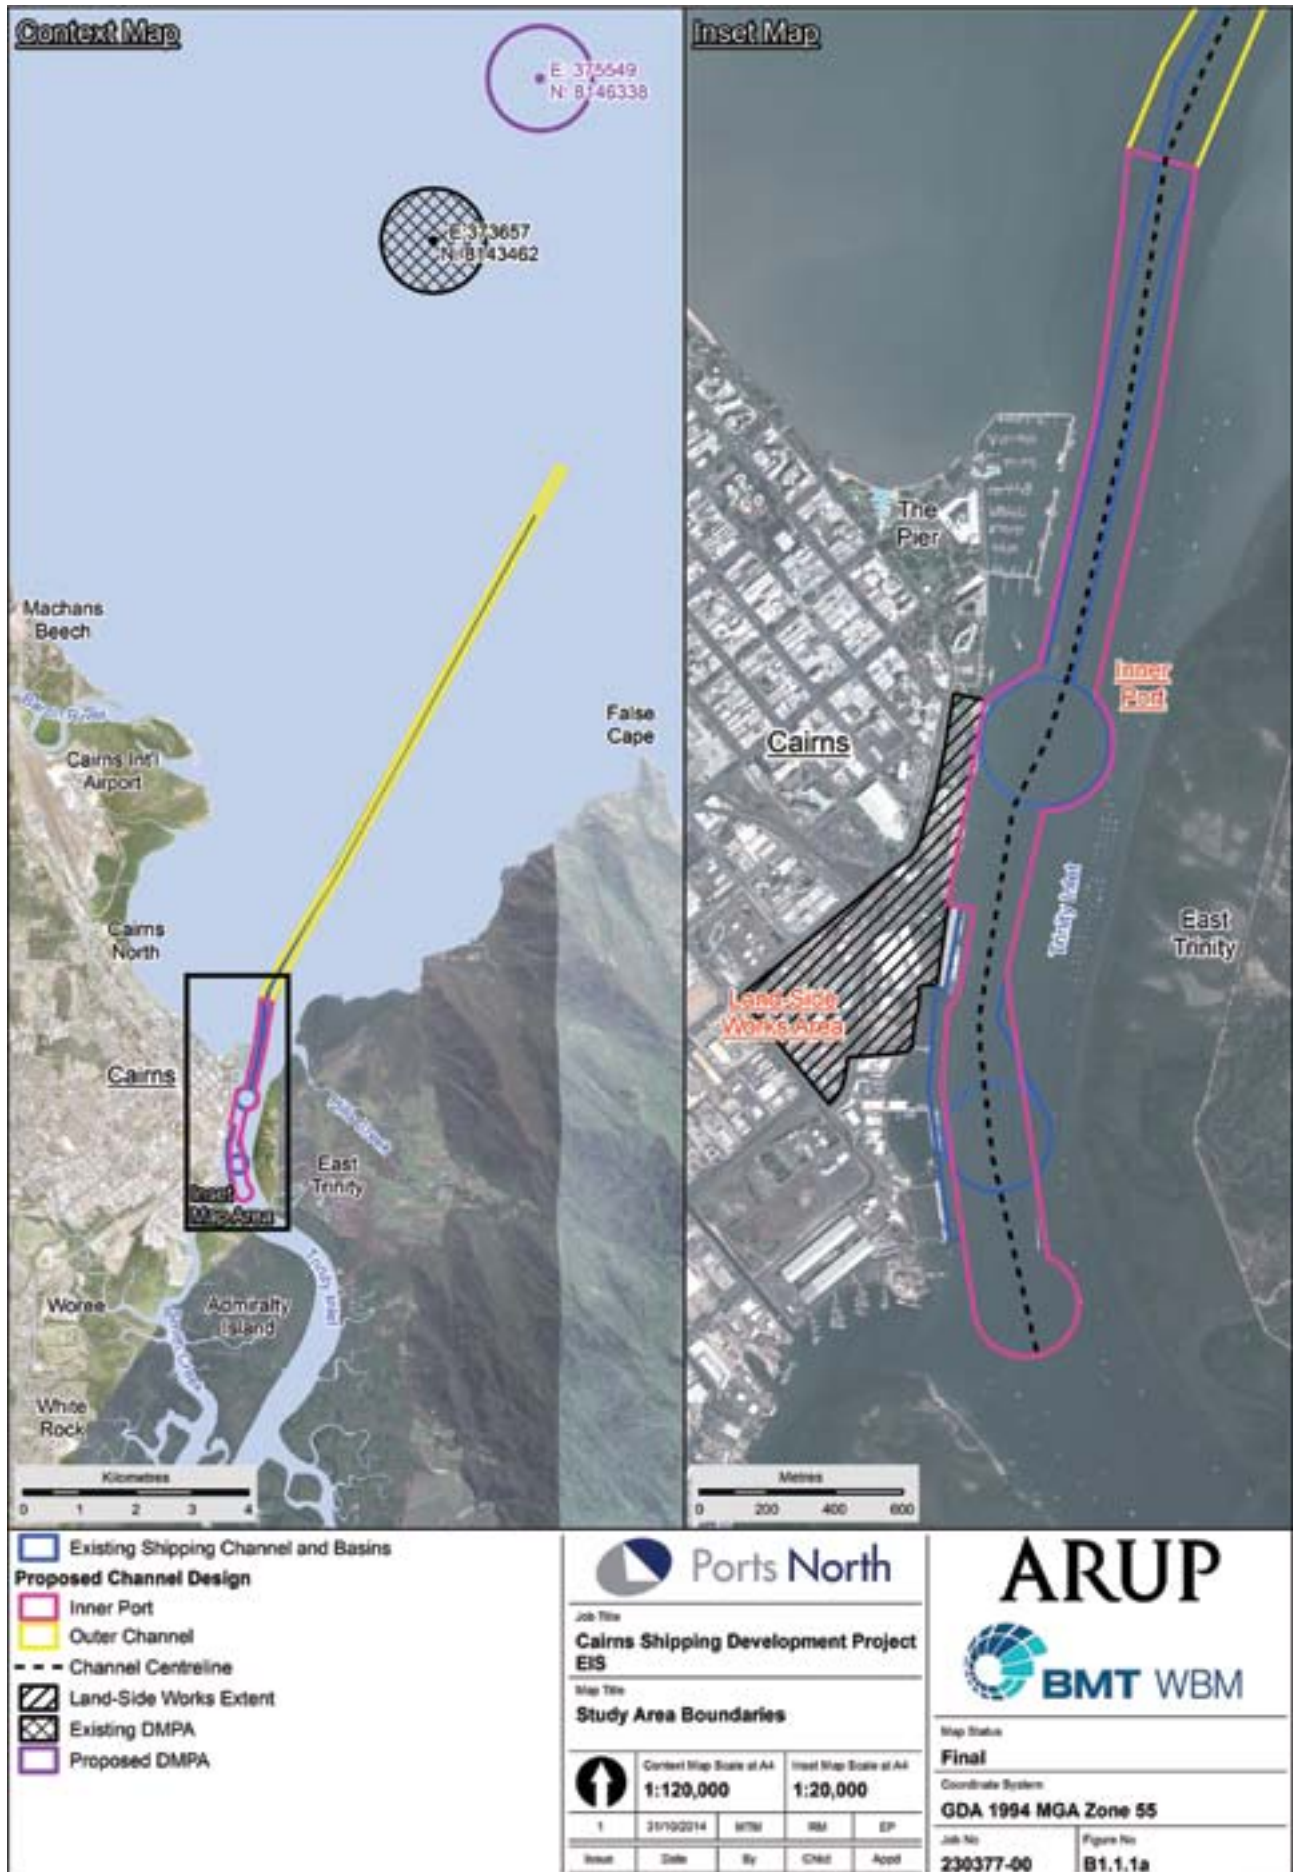 Context Map
E: 375549
N: 8146338
E:373657
N: 8143462
Machans
Beech
Barron River
Cairns Int'l
Airport
False
Cape
Cairns
North
Cairns
Inset
Map Area
East
Trinity
Trinity Inlet
Woree
Admiralty
Island
White
Rock
Kilometres
0 1 2 3 4
Inset Map
The
Pier
Inner
Port
Cairns
Trinity Inlet
East
Trinity
Land-Side
Works Area
Metres
0 200 400 600
Existing Shipping Channel and Basins
Proposed Channel Design
Inner Port
Outer Channel
Channel Centreline
Land-Side Works Extent
Existing DMPA
Proposed DMPA
Ports North
Job Title
Cairns Shipping Development Project
EIS
Map Title
Study Area Boundaries
Context Map Scale at A4
1:120,000
Inset Map Scale at A4
1:20,000
1 31/10/2014 MTM RM EP
Issue Date By Chkd Appd
ARUP
BMT WBM
Map Status
Final
Coordinate System
GDA 1994 MGA Zone 55
Job No
230377-00
Figure No
B1.1.1a